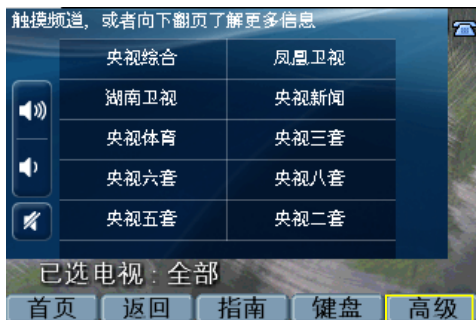 触摸频道，或者向下翻页了解更多信息
央视综合 凤凰卫视
湖南卫视 央视新闻
央视体育 央视三套
央视六套 央视八套
央视五套 央视二套
已选电视：全部
首页 返回 指南 键盘 高级